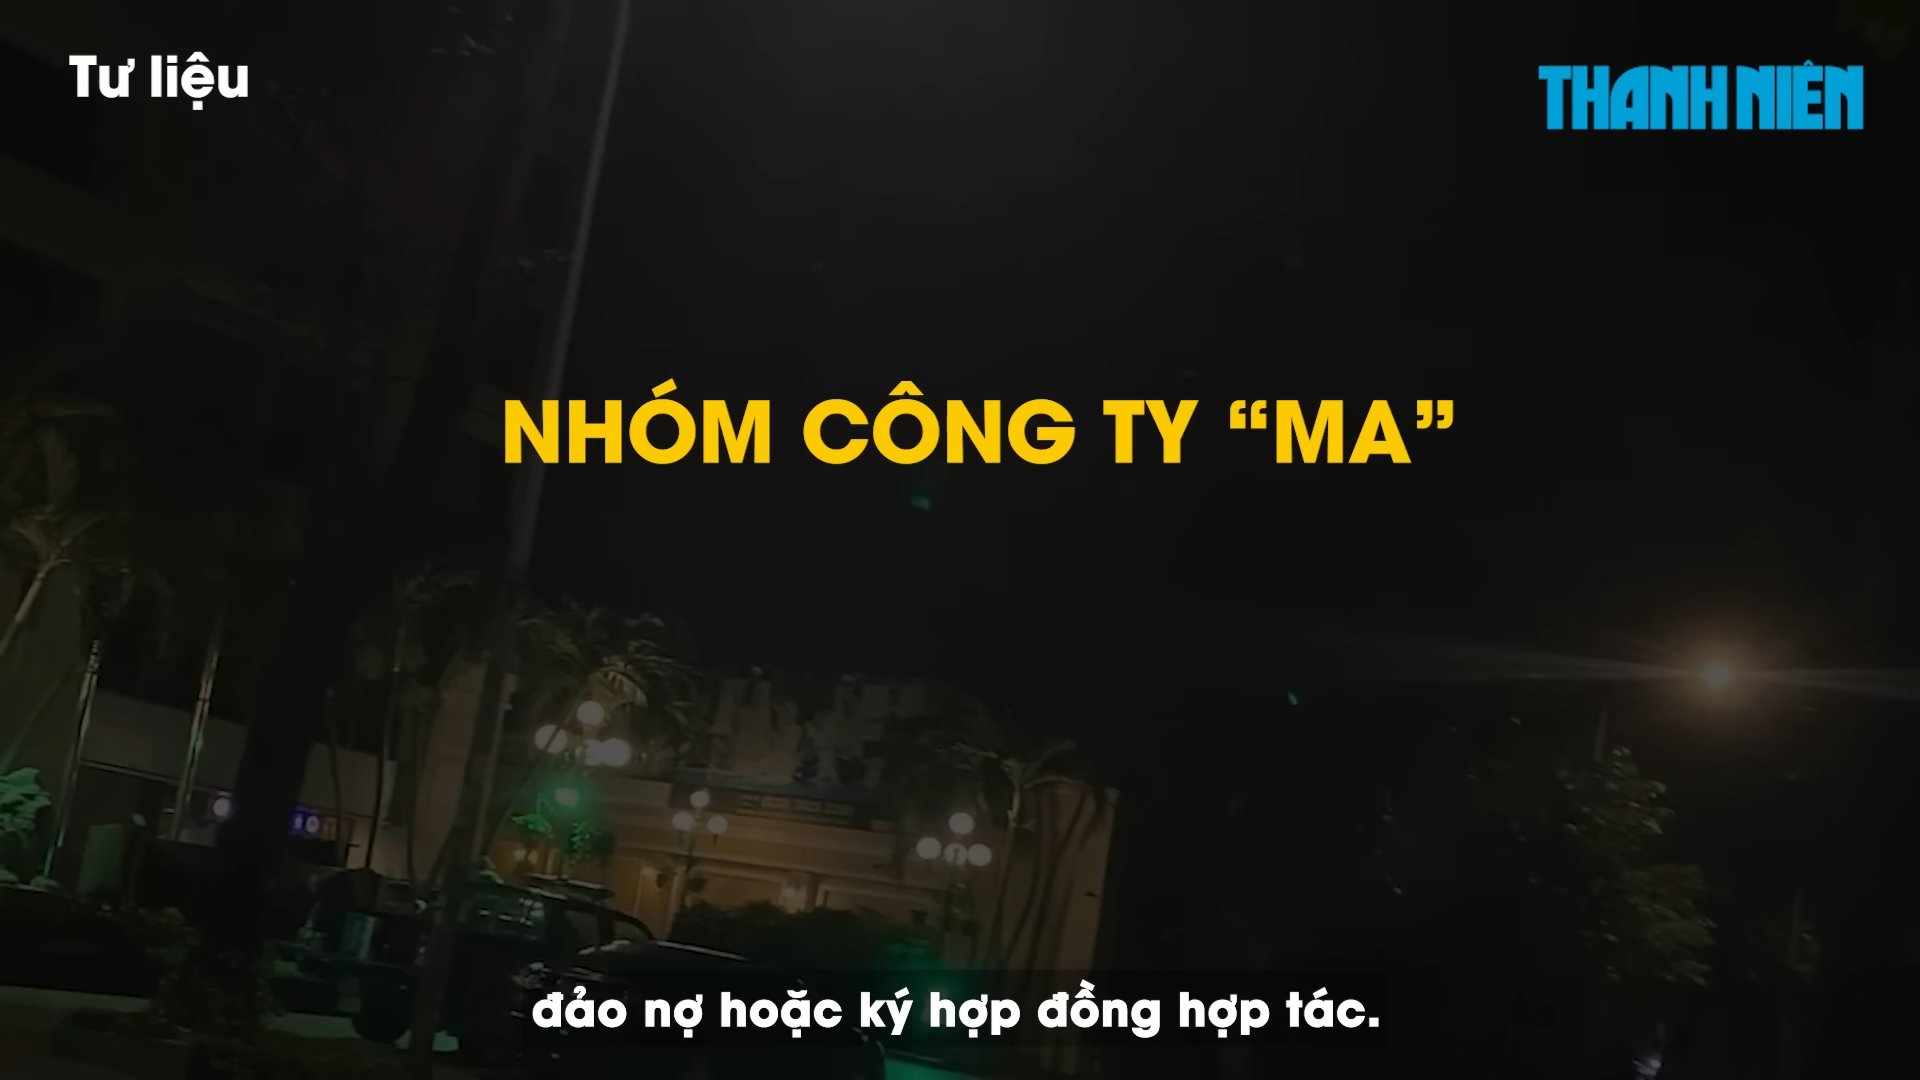 Tư liệu
THANH NIÊN
NHÓM CÔNG TY “MA”
đảo nợ hoặc ký hợp đồng hợp tác.